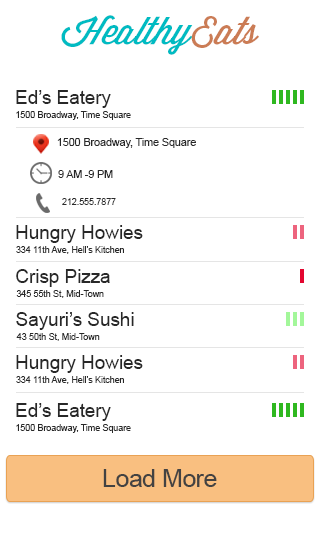 HealthyEats
Ed's Eatery
1500 Broadway, Time Square
1500 Broadway, Time Square
9 AM -9 PM
212.555.7877
Hungry Howies
334 11th Ave, Hell's Kitchen
Crisp Pizza
345 55th St, Mid-Town
Sayuri's Sushi
43 50th St, Mid-Town
Hungry Howies
334 11th Ave, Hell's Kitchen
Ed's Eatery
1500 Broadway, Time Square
Load More